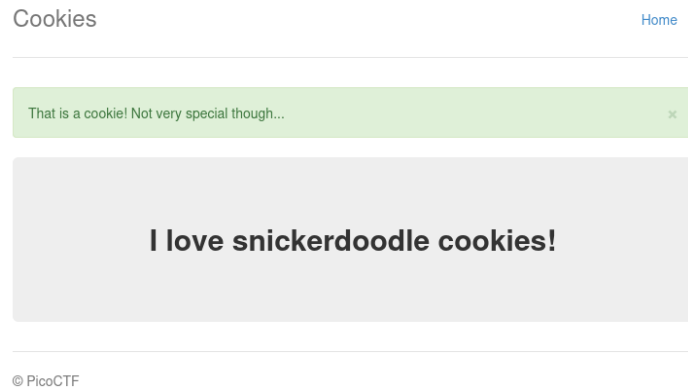 Cookies
Home
That is a cookie! Not very special though...
×
I love snickerdoodle cookies!
© PicoCTF